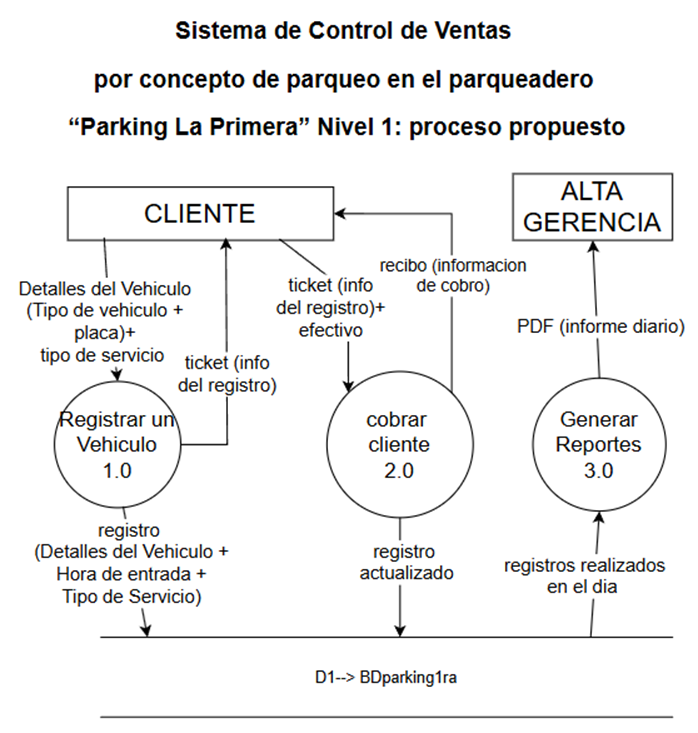 Sistema de Control de Ventas
por concepto de parqueo en el parqueadero
“Parking La Primera” Nivel 1: proceso propuesto
CLIENTE
ALTA
GERENCIA
Detalles del Vehiculo
(Tipo de vehiculo +
placa)+
tipo de servicio
ticket (info
del registro)
ticket (info
del registro)+
efectivo
recibo (informacion
de cobro)
PDF (informe diario)
Registrar un
Vehiculo
1.0
cobrar
cliente
2.0
Generar
Reportes
3.0
registro
(Detalles del Vehiculo +
Hora de entrada +
Tipo de Servicio)
registro
actualizado
registros realizados
en el dia
D1--> BDparking1ra